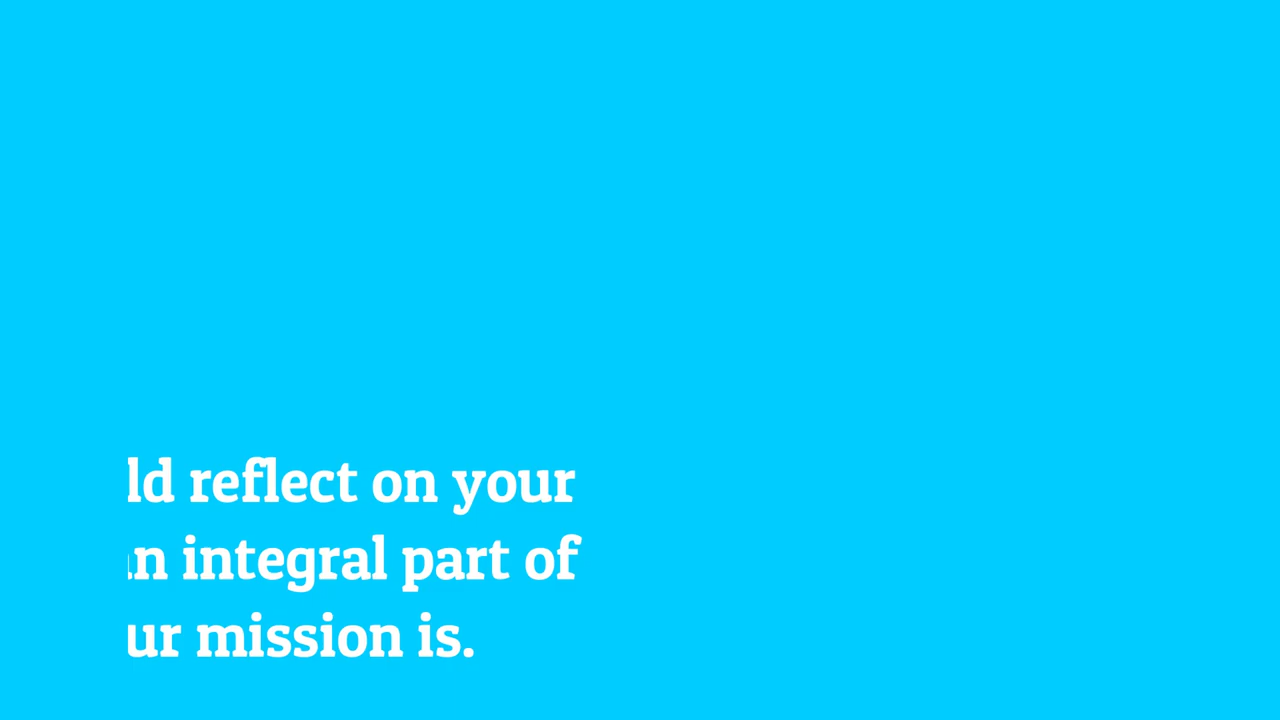 ld reflect on your
n integral part of
ur mission is.